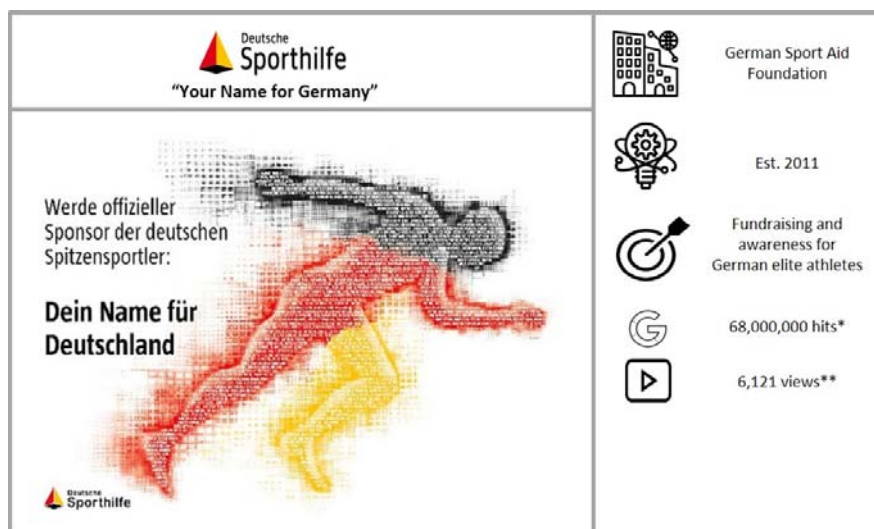 Deutsche
Sporthilfe
“Your Name for Germany”
Werde offizieller
Sponsor der deutschen
Spitzensportler:
Dein Name für
Deutschland
Deutsche
Sporthilfe
German Sport Aid
Foundation
Est. 2011
Fundraising and
awareness for
German elite athletes
G
68,000,000 hits*
6,121 views**